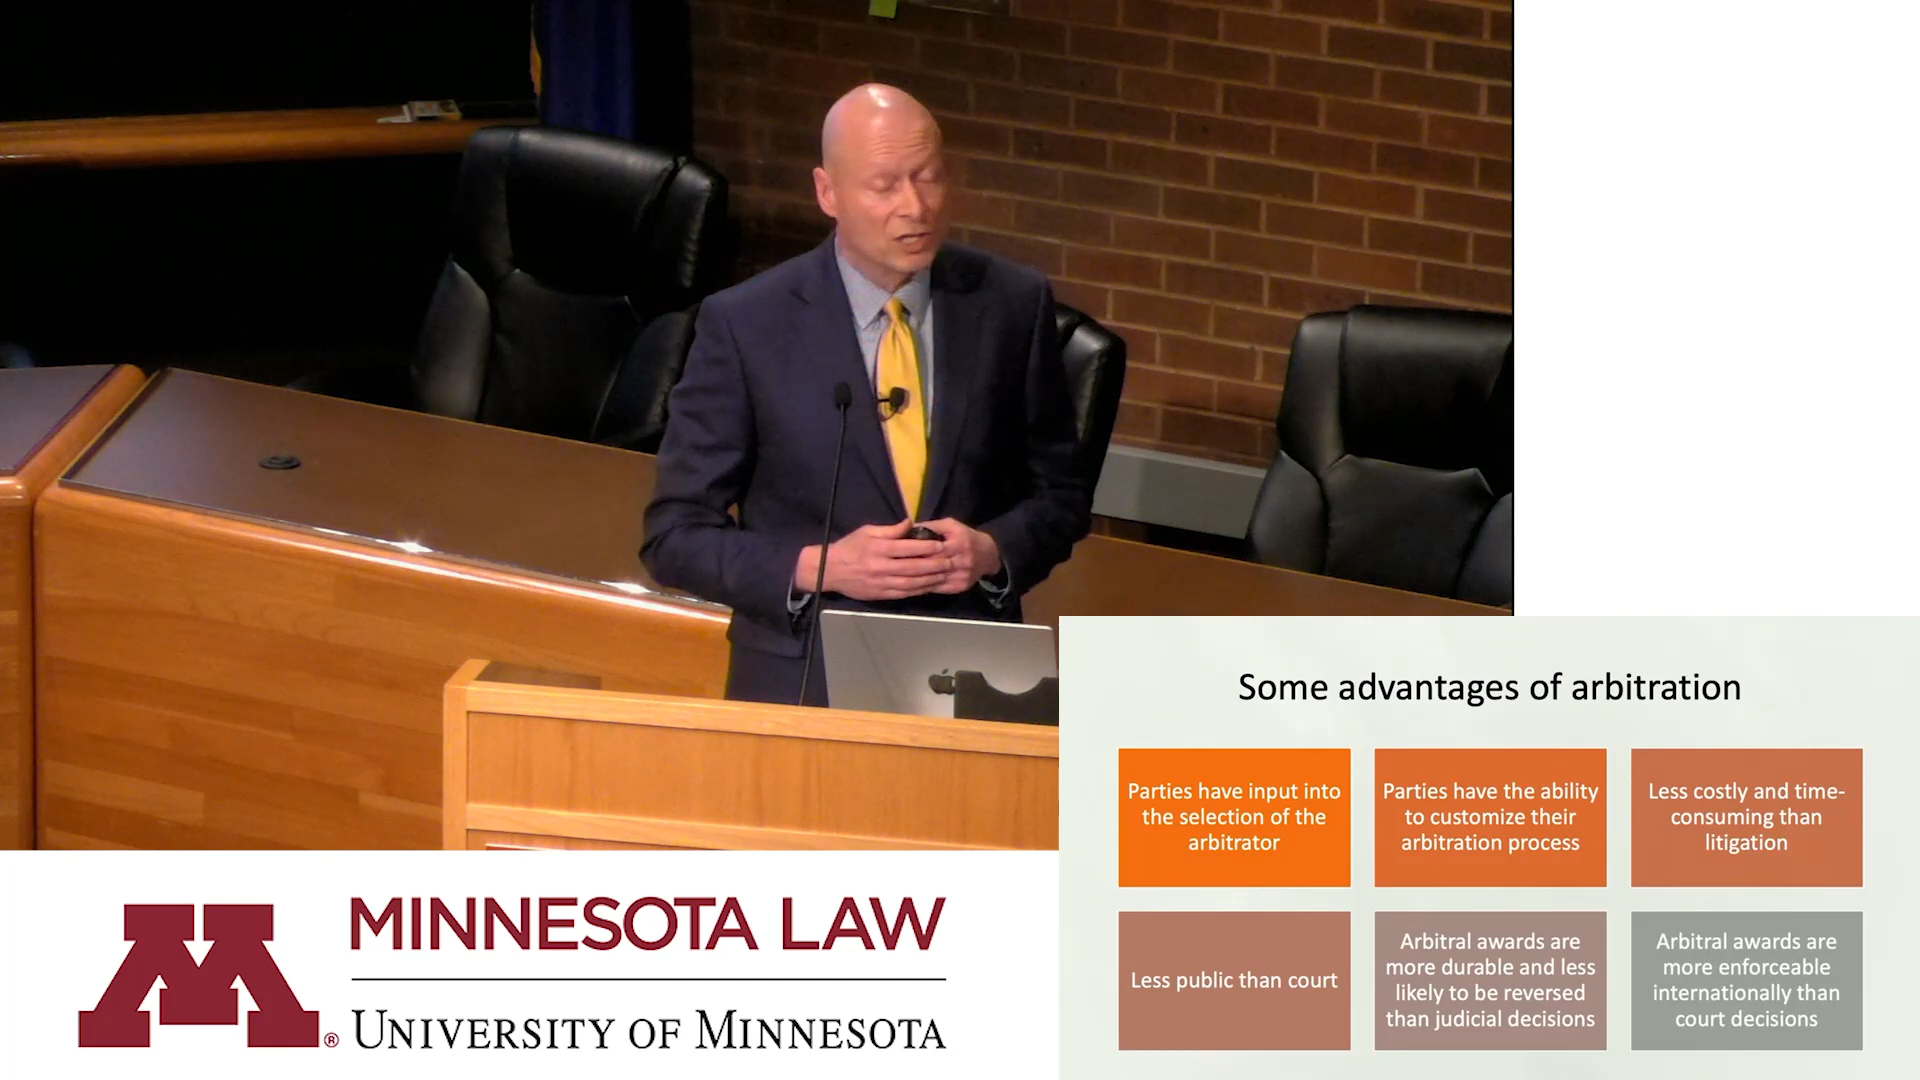 Some advantages of arbitration
Parties have input into
the selection of the
arbitrator
Parties have the ability
to customize their
arbitration process
Less costly and time-
consuming than
litigation
Less public than court
Arbitral awards are
more durable and less
likely to be reversed
than judicial decisions
Arbitral awards are
more enforceable
internationally than
court decisions
M®
MINNESOTA LAW
UNIVERSITY OF MINNESOTA